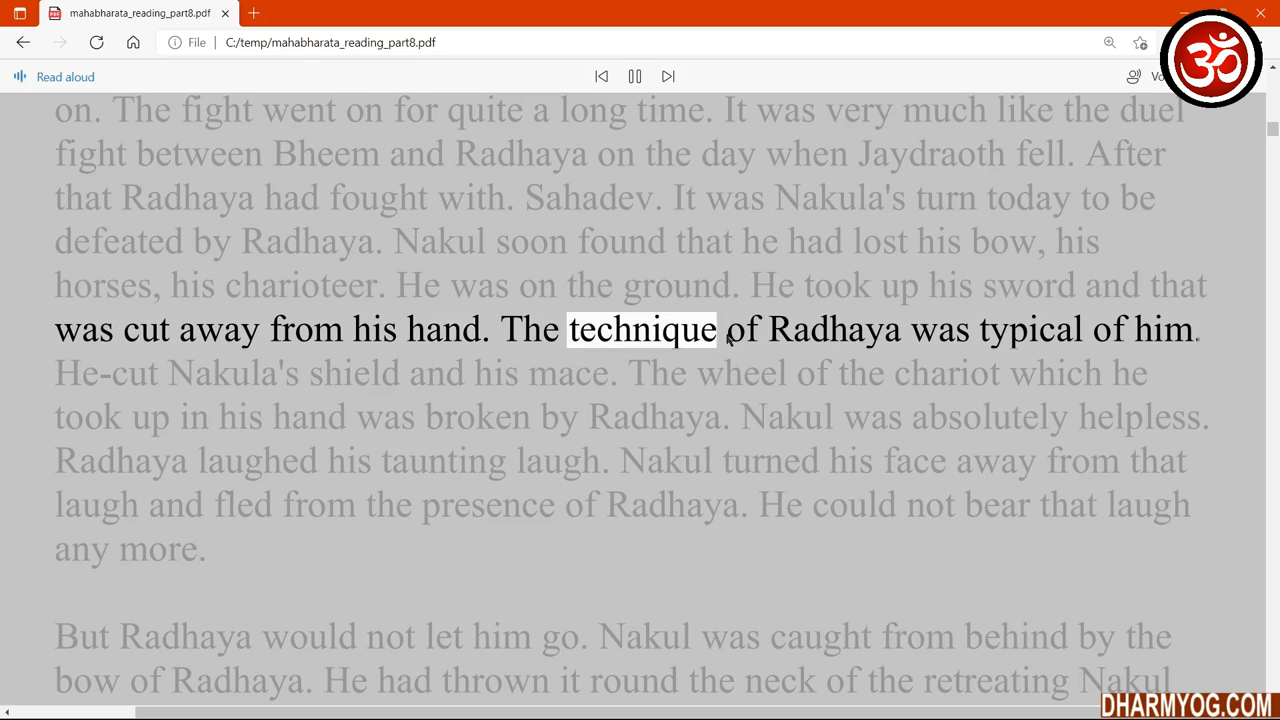 mahabharata_reading_part8.pdf
File
C:/temp/mahabharata_reading_part8.pdf
Read aloud
ॐ
on. The fight went on for quite a long time. It was very much like the duel
fight between Bheem and Radhaya on the day when Jaydraoth fell. After
that Radhaya had fought with. Sahadev. It was Nakula's turn today to be
defeated by Radhaya. Nakul soon found that he had lost his bow, his
horses, his charioteer. He was on the ground. He took up his sword and that
was cut away from his hand. The technique of Radhaya was typical of him.
He-cut Nakula's shield and his mace. The wheel of the chariot which he
took up in his hand was broken by Radhaya. Nakul was absolutely helpless.
Radhaya laughed his taunting laugh. Nakul turned his face away from that
laugh and fled from the presence of Radhaya. He could not bear that laugh
any more.
But Radhaya would not let him go. Nakul was caught from behind by the
bow of Radhaya. He had thrown it round the neck of the retreating Nakul
DHARMYOG.COM